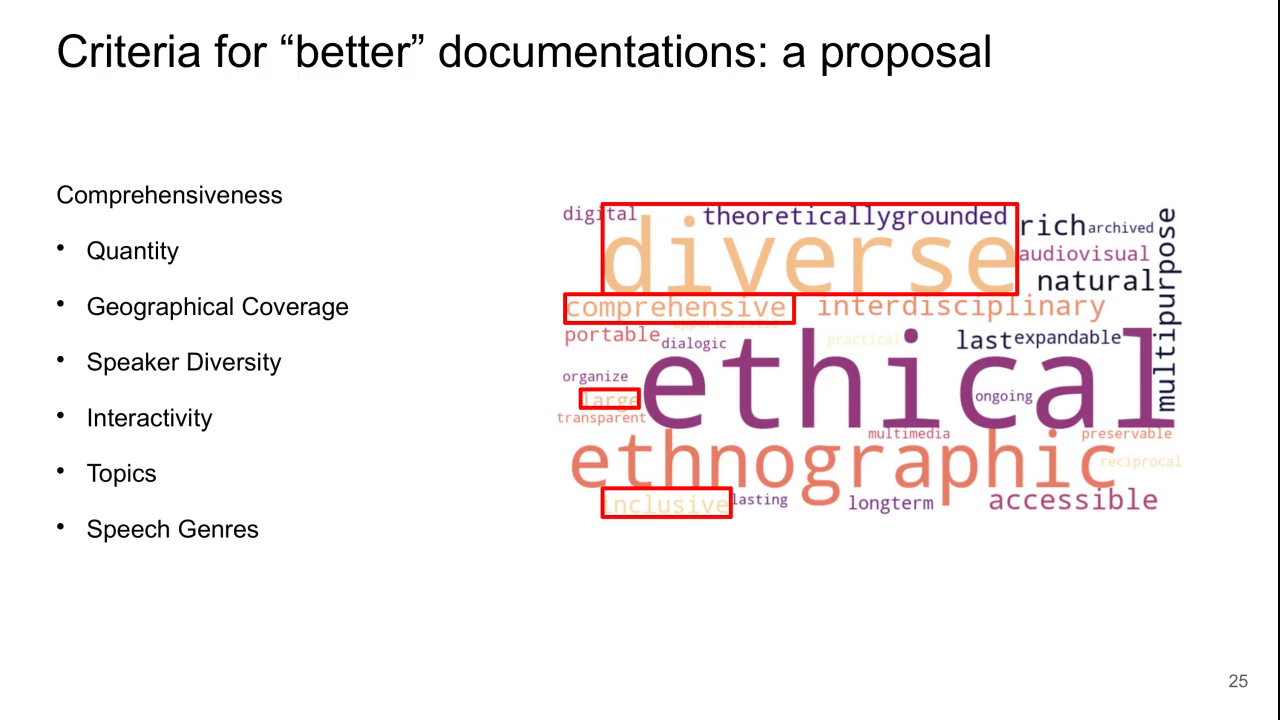 Criteria for “better” documentations: a proposal
Comprehensiveness
• Quantity
• Geographical Coverage
• Speaker Diversity
• Interactivity
• Topics
• Speech Genres
digital
theoreticallygrounded
diverse
rich
archived
audiovisual
natural
multipurpose
comprehensive
interdisciplinary
portable
dialogic
practical
last
expandable
ethical
organize
large
ongoing
transparent
multimedia
preservable
ethnographic
reciprocal
inclusive
lasting
longterm
accessible
25